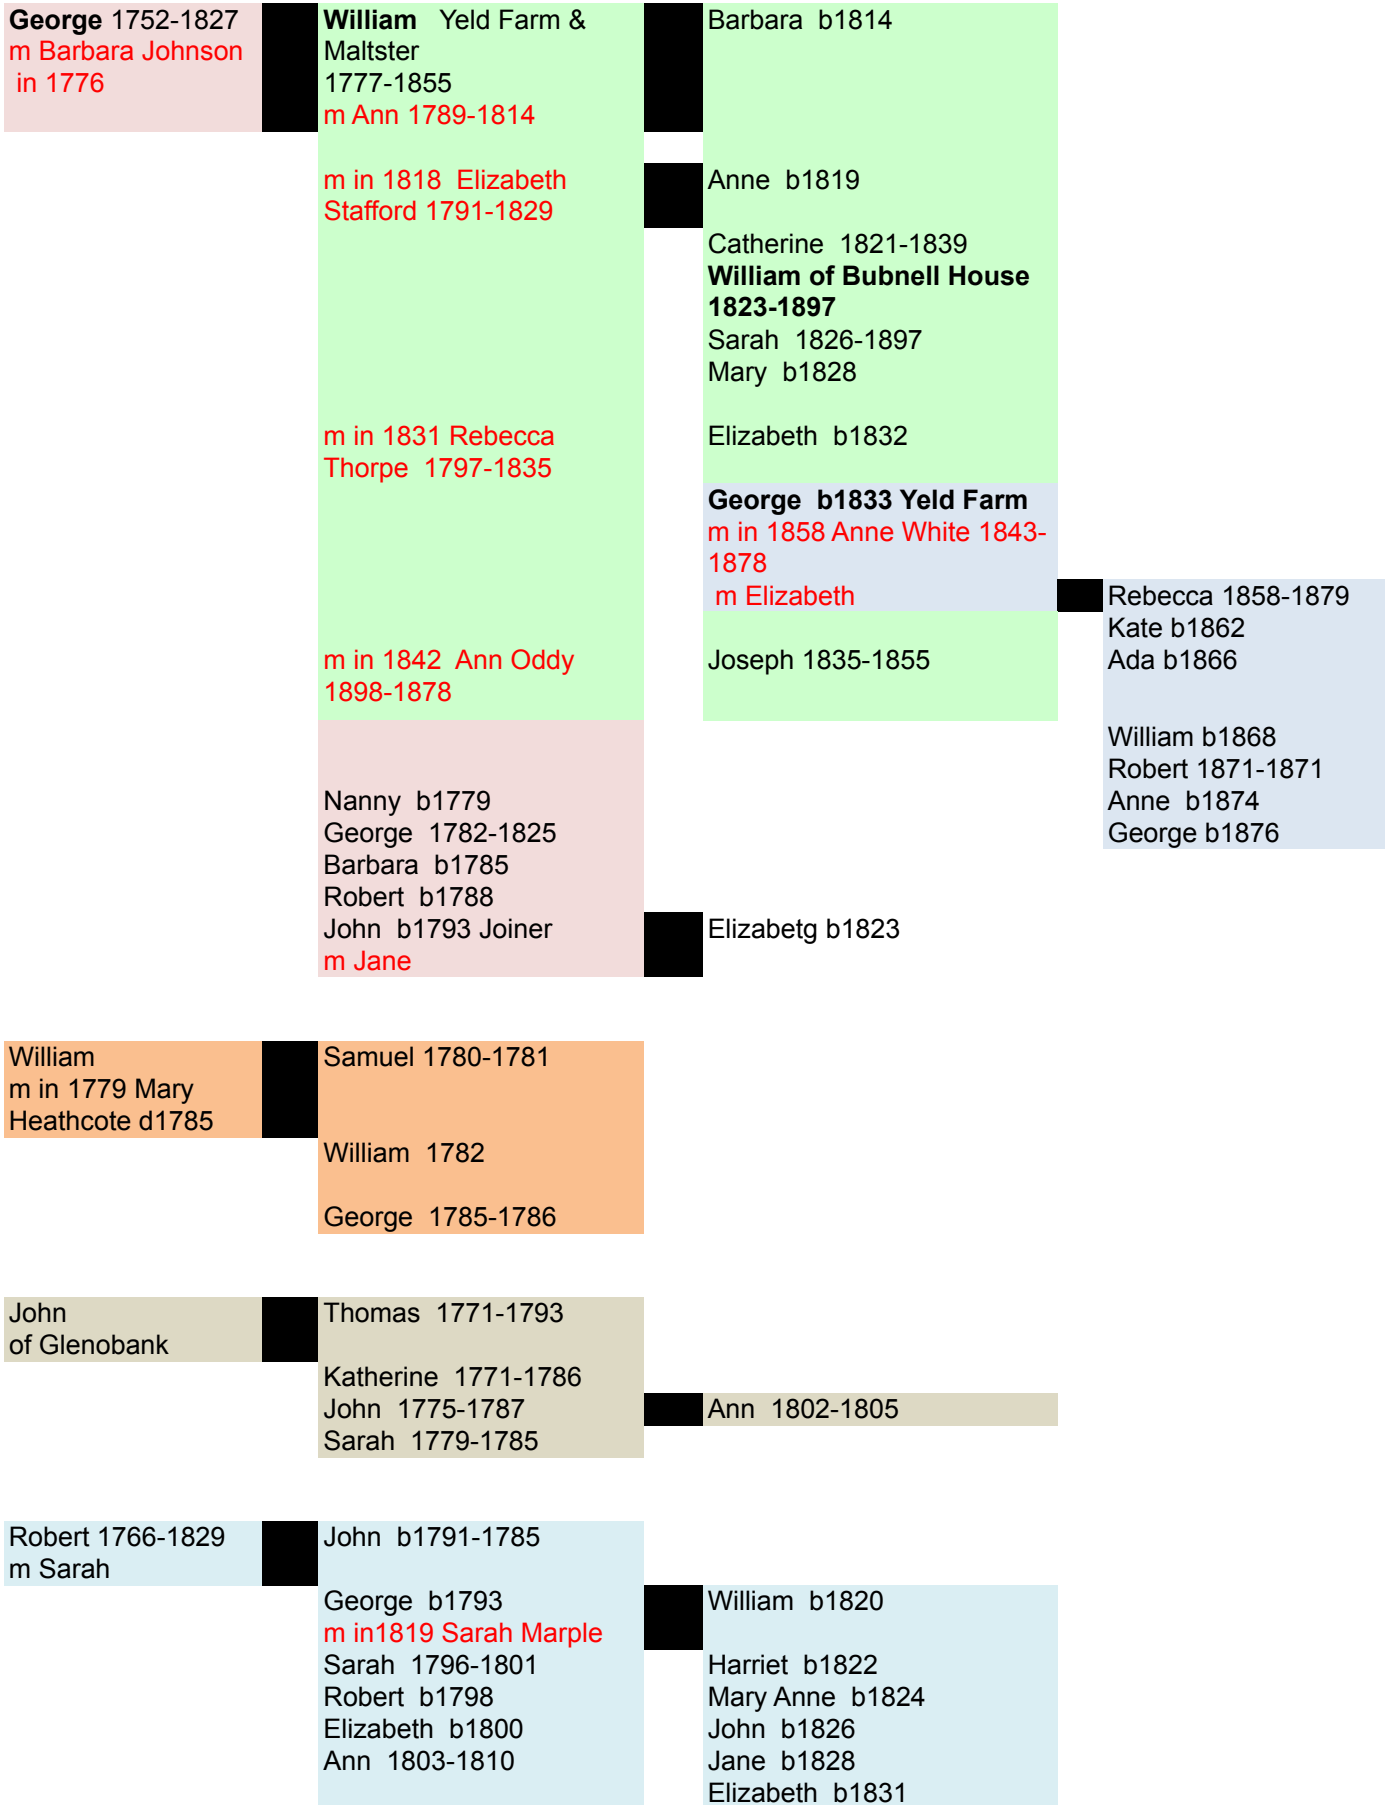 George 1752-1827
m Barbara Johnson
in 1776
William Yeld Farm &
Maltster
1777-1855
m Ann 1789-1814
Barbara b1814
m in 1818 Elizabeth
Stafford 1791-1829
Anne b1819
Catherine 1821-1839
William of Bubnell House
1823-1897
Sarah 1826-1897
Mary b1828
m in 1831 Rebecca
Thorpe 1797-1835
Elizabeth b1832
George b1833 Yeld Farm
m in 1858 Anne White 1843-
1878
m Elizabeth
Rebecca 1858-1879
Kate b1862
Ada b1866
m in 1842 Ann Oddy
1898-1878
Joseph 1835-1855
William b1868
Robert 1871-1871
Anne b1874
George b1876
Nanny b1779
George 1782-1825
Barbara b1785
Robert b1788
John b1793 Joiner
m Jane
Elizabetg b1823
William
m in 1779 Mary
Heathcote d1785
Samuel 1780-1781
William 1782
George 1785-1786
John
of Glenobank
Thomas 1771-1793
Katherine 1771-1786
John 1775-1787
Sarah 1779-1785
Ann 1802-1805
Robert 1766-1829
m Sarah
John b1791-1785
George b1793
m in1819 Sarah Marple
Sarah 1796-1801
Robert b1798
Elizabeth b1800
Ann 1803-1810
William b1820
Harriet b1822
Mary Anne b1824
John b1826
Jane b1828
Elizabeth b1831